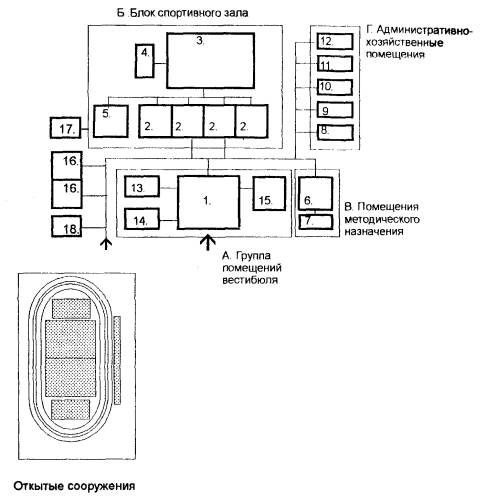 Б .Блок спортивного зала
Г. Административно-
хозяйственные
помещения
12.
11.
10.
9
8.
3.
4.
5.
2.
2.
2.
2.
17.
16.
16.
18.
13.
14.
1.
15.
6.
7.
В. Помещения
методического
назначения
А. Группа
помещений
вестибюля
Откытые сооружения